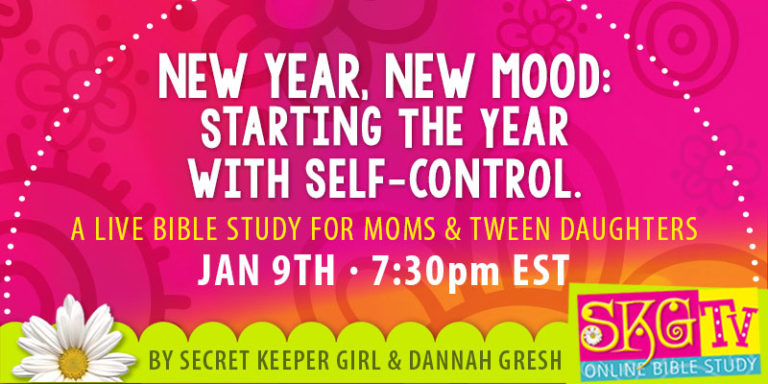 NEW YEAR, NEW MOOD:
STARTING THE YEAR
WITH SELF-CONTROL.
A LIVE BIBLE STUDY FOR MOMS & TWEEN DAUGHTERS
JAN 9TH · 7:30pm EST
BY SECRET KEEPER GIRL & DANNAH GRESH
SKG TV
ONLINE BIBLE STUDY